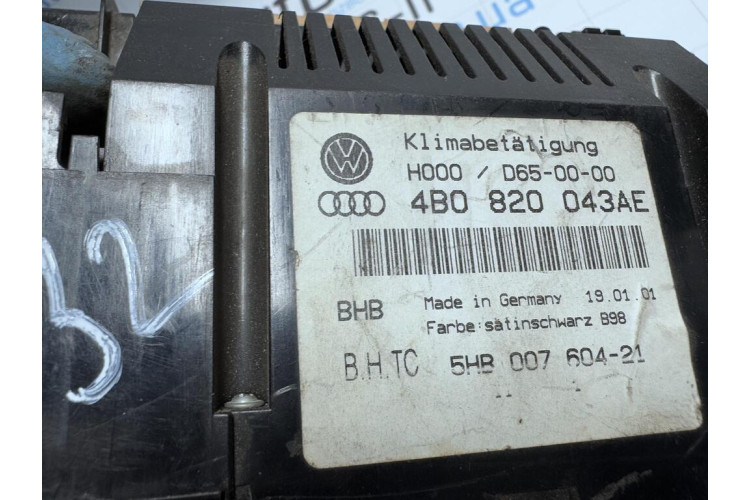 Klimabetätigung
H000 / D65-00-00
4B0 820 043AE
BHB Made in Germany 19.01.01
Farbe:satinschwarz B98
B.H.TC 5HB 007 604-21
32